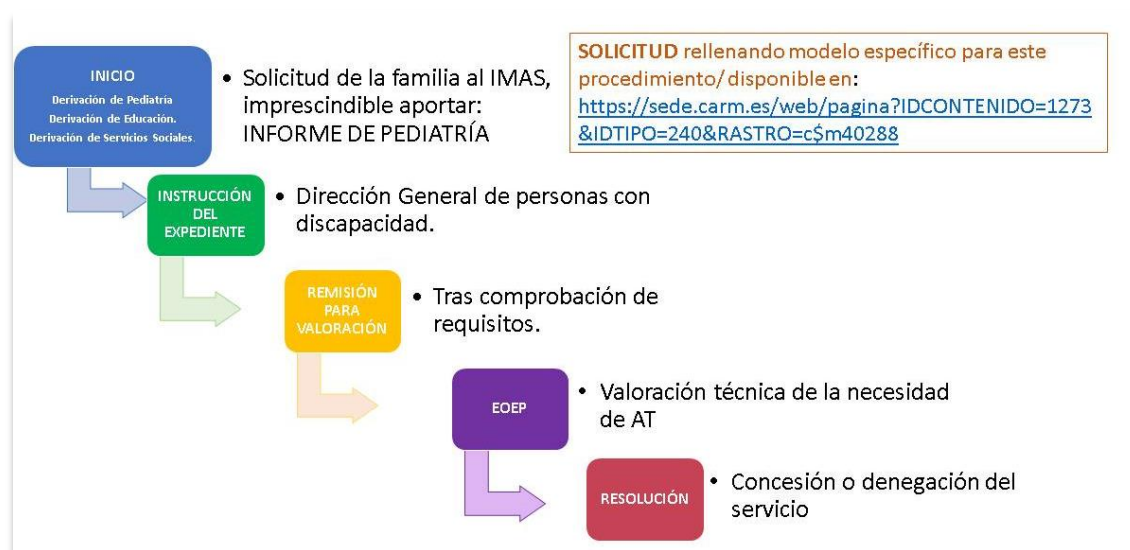 INICIO
Derivación de Pediatría
Derivación de Educación.
Derivación de Servicios Sociales.
• Solicitud de la familia al IMAS,
imprescindible aportar:
INFORME DE PEDIATRÍA
SOLICITUD rellenando modelo específico para este
procedimiento/ disponible en:
https://sede.carm.es/web/pagina?IDCONTENIDO=1273
&IDTIPO=240&RASTRO=c$m40288
INSTRUCCIÓN
DEL
EXPEDIENTE
• Dirección General de personas con
discapacidad.
REMISIÓN
PARA
VALORACIÓN
• Tras comprobación de
requisitos.
EOEP
• Valoración técnica de la necesidad
de AT
RESOLUCIÓN
• Concesión o denegación del
servicio